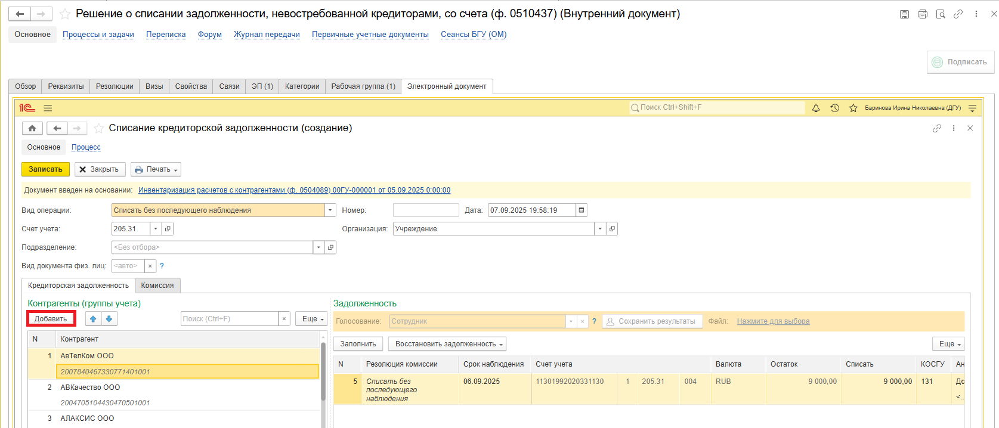 Решение о списании задолженности, невостребованной кредиторами, со счета (ф. 0510437) (Внутренний документ)
Основное Процессы и задачи Переписка Форум Журнал передачи Первичные учетные документы Сеансы БГУ (ОМ)
Подписать
Обзор Реквизиты Резолюции Визы Свойства Связи ЭП (1) Категории Рабочая группа (1) Электронный документ
1С Поиск Ctrl+Shift+F Баринова Ирина Николаевна (ДГУ)
Списание кредиторской задолженности (создание)
Основное Процесс
Записать Закрыть Печать
Документ введен на основании: Инвентаризация расчетов с контрагентами (ф. 0504089) 00ГУ-000001 от 05.09.2025 0:00:00
Вид операции: Списать без последующего наблюдения Номер: Дата: 07.09.2025 19:58:19
Счет учета: 205.31 Организация: Учреждение
Подразделение: <Без отбора>
Вид документа физ. лиц: <авто> ?
Кредиторская задолженность Комиссия
Контрагенты (группы учета) Задолженность
Добавить Поиск (Ctrl+F) × Еще Голосование: Сотрудник ? Сохранить результаты Файл: Нажмите для выбора
N Контрагент Заполнить Восстановить задолженность Еще
1 АвТелКом ООО N Резолюция комиссии Срок наблюдения Счет учета Валюта Остаток Списать КОСГУ Ан
2007840467330771401001 5 Списать без 06.09.2025 11301992020331130 1 205.31 004 RUB 9 000,00 9 000,00 131 До
2 АВКачество ООО последующего
2004705104430470501001 наблюдения <..
3 АЛАКСИС ООО